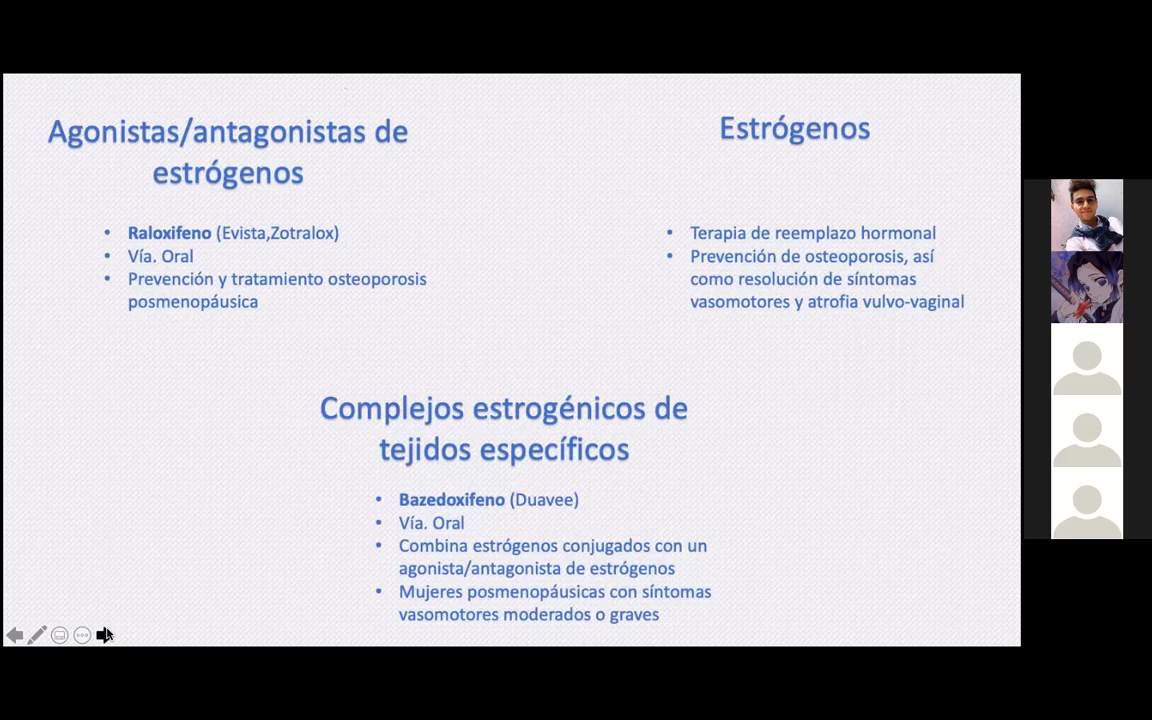 Agonistas/antagonistas de
estrógenos
• Raloxifeno (Evista,Zotralox)
• Vía. Oral
• Prevención y tratamiento osteoporosis
posmenopáusica
Estrógenos
• Terapia de reemplazo hormonal
• Prevención de osteoporosis, así
como resolución de síntomas
vasomotores y atrofia vulvo-vaginal
Complejos estrogénicos de
tejidos específicos
• Bazedoxifeno (Duavee)
• Vía. Oral
• Combina estrógenos conjugados con un
agonista/antagonista de estrógenos
• Mujeres posmenopáusicas con síntomas
vasomotores moderados o graves